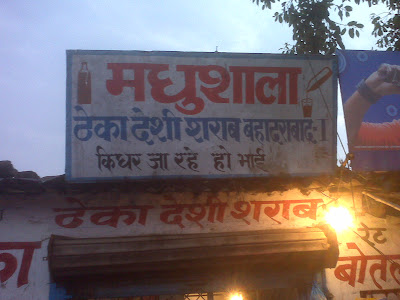 मधुशाला
ठेका देशी शराब बहादराबाद ।
किधर जा रहे हो भाई
ठेका देशी शराब
का
रेट
बोतल